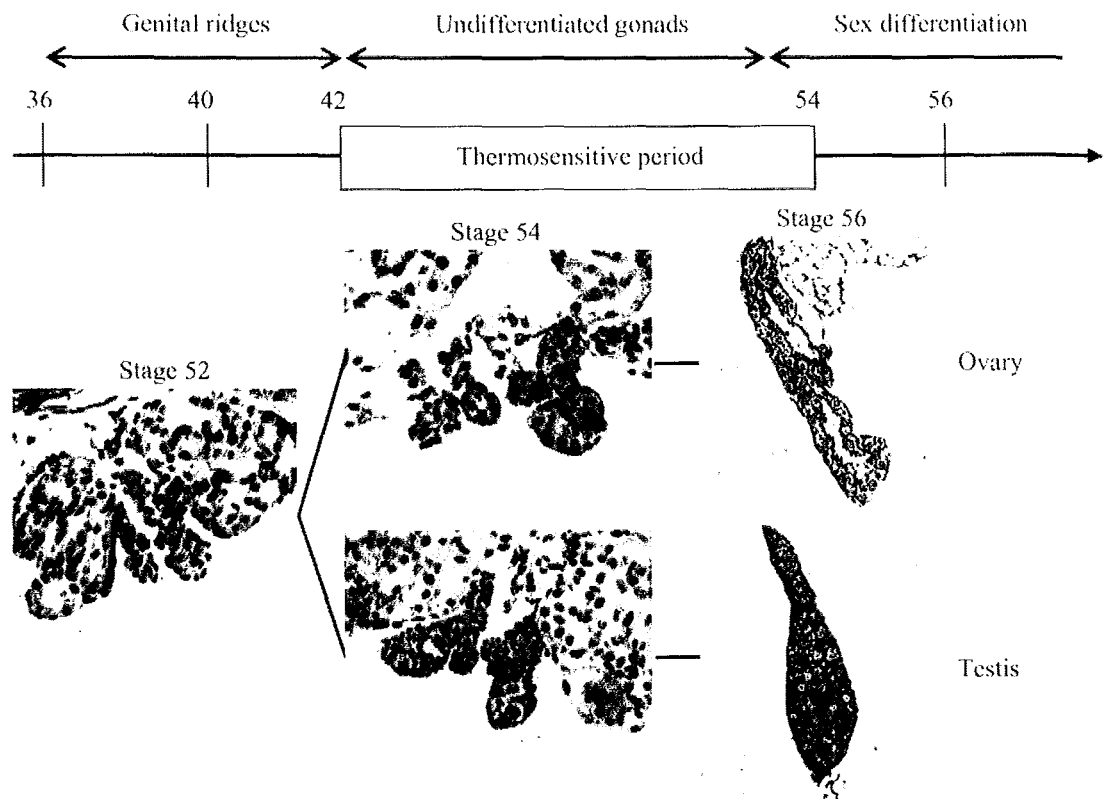 Genital ridges Undifferentiated gonads Sex differentiation
36 40 42 54 56
Thermosensitive period
Stage 54 Stage 56
Ovary
Stage 52
Testis